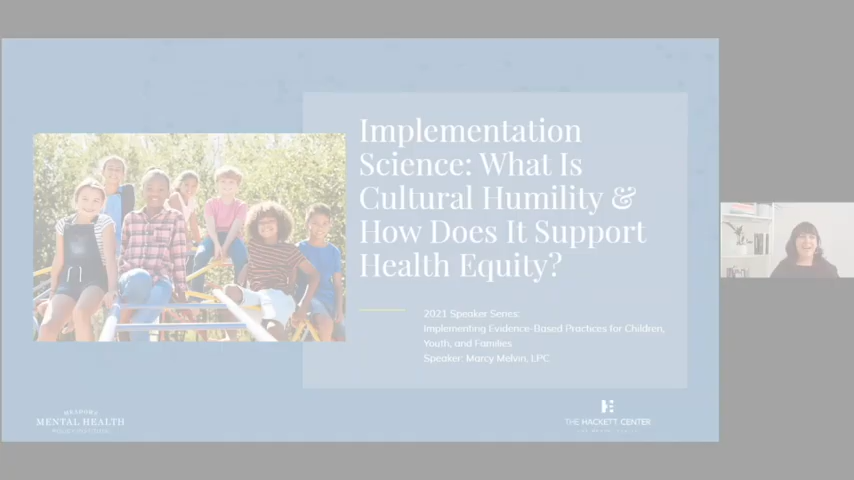 Implementation
Science: What Is
Cultural Humility &
How Does It Support
Health Equity?
2021 Speaker Series:
Implementing Evidence-Based Practices for Children,
Youth, and Families
Speaker: Marcy Melvin, LPC
MEADOWS
MENTAL HEALTH
THE HACKETT CENTER